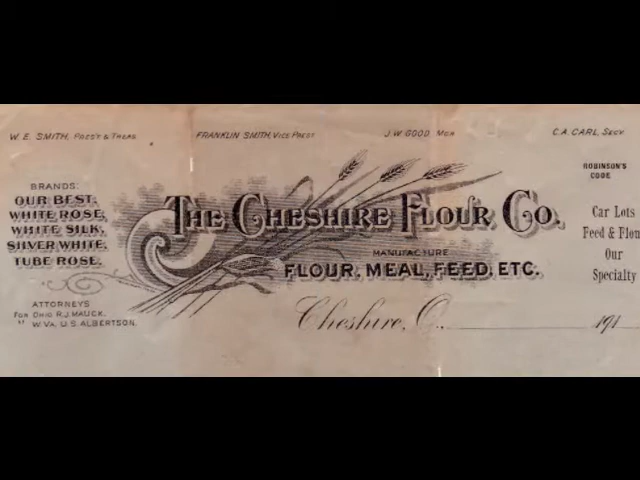 W. E. SMITH, PRES'T & TREAS.
FRANKLIN SMITH, VICE PREST
J. W. GOOD MGR
C. A. CARL, SECY.
ROBINSON'S
CODE
BRANDS:
OUR BEST,
WHITE ROSE,
WHITE SILK,
SILVER WHITE,
TUBE ROSE.
THE CHESHIRE FLOUR CO.
MANUFACTURE
FLOUR, MEAL, FEED, ETC.
Car Lots
Feed & Flou
Our
Specialty
ATTORNEYS
FOR OHIO R. J. MAUCK.
" W. VA. U. S. ALBERTSON.
Cheshire, O., 191